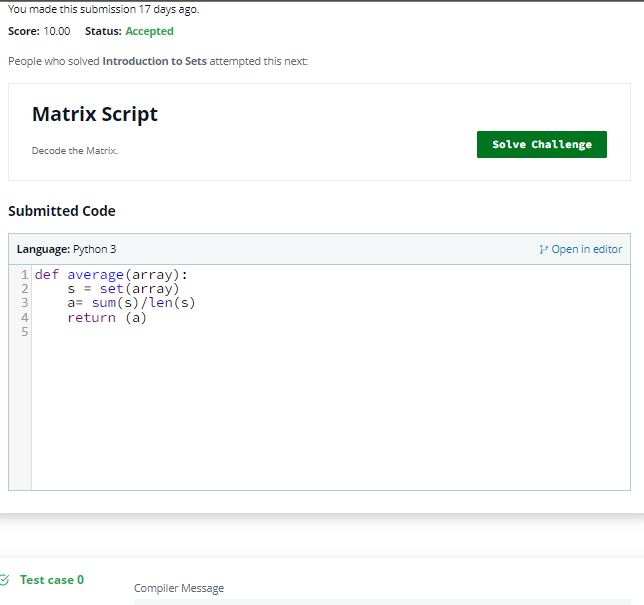 You made this submission 17 days ago.
Score: 10.00 Status: Accepted
People who solved Introduction to Sets attempted this next:
Matrix Script
Decode the Matrix.
Solve Challenge
Submitted Code
Language: Python 3
Open in editor
1 def average(array):
2     s = set(array)
3     a= sum(s)/len(s)
4     return (a)
5
Test case 0
Compiler Message